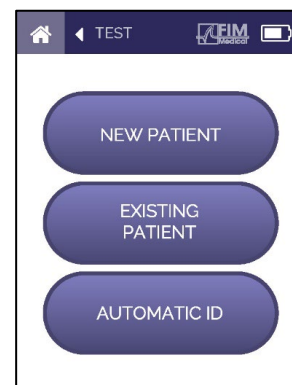 TEST
FIM
Medical
NEW PATIENT
EXISTING
PATIENT
AUTOMATIC ID